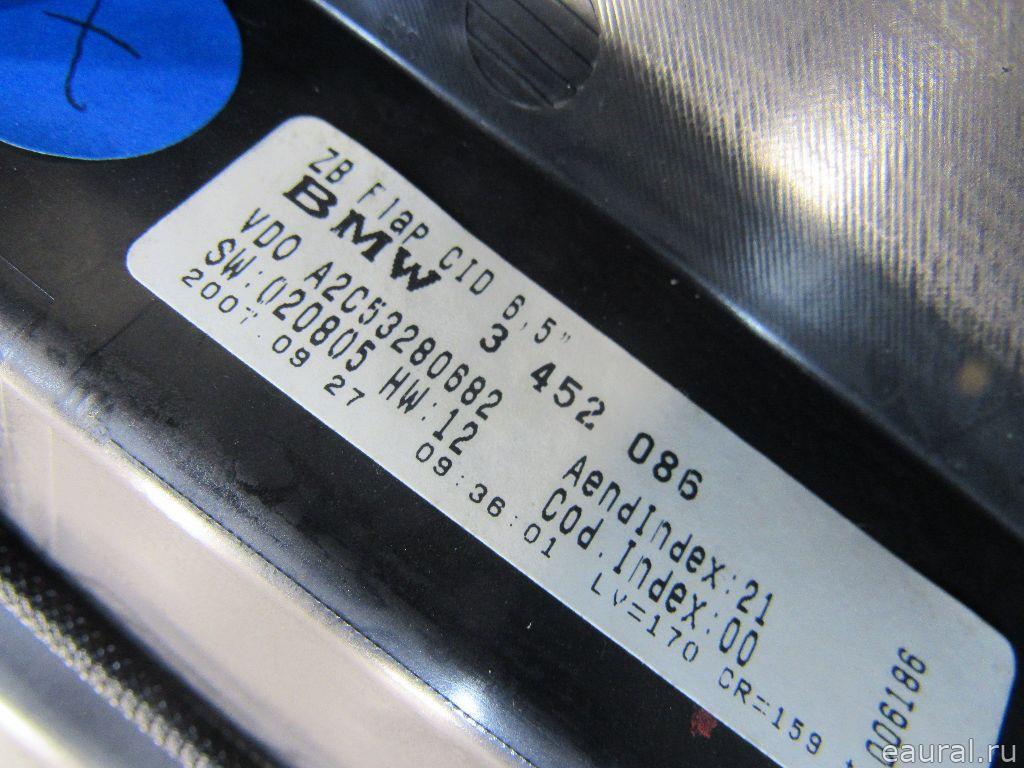 ZB Flap CID 6,5"
BMW 3 452 086
VDO A2C53280682 AendIndex:21
SW:020805 HW:12 Cod.Index:00
2007.09 27 09:36:01 LV=170 CR=159
006186
eaural.ru